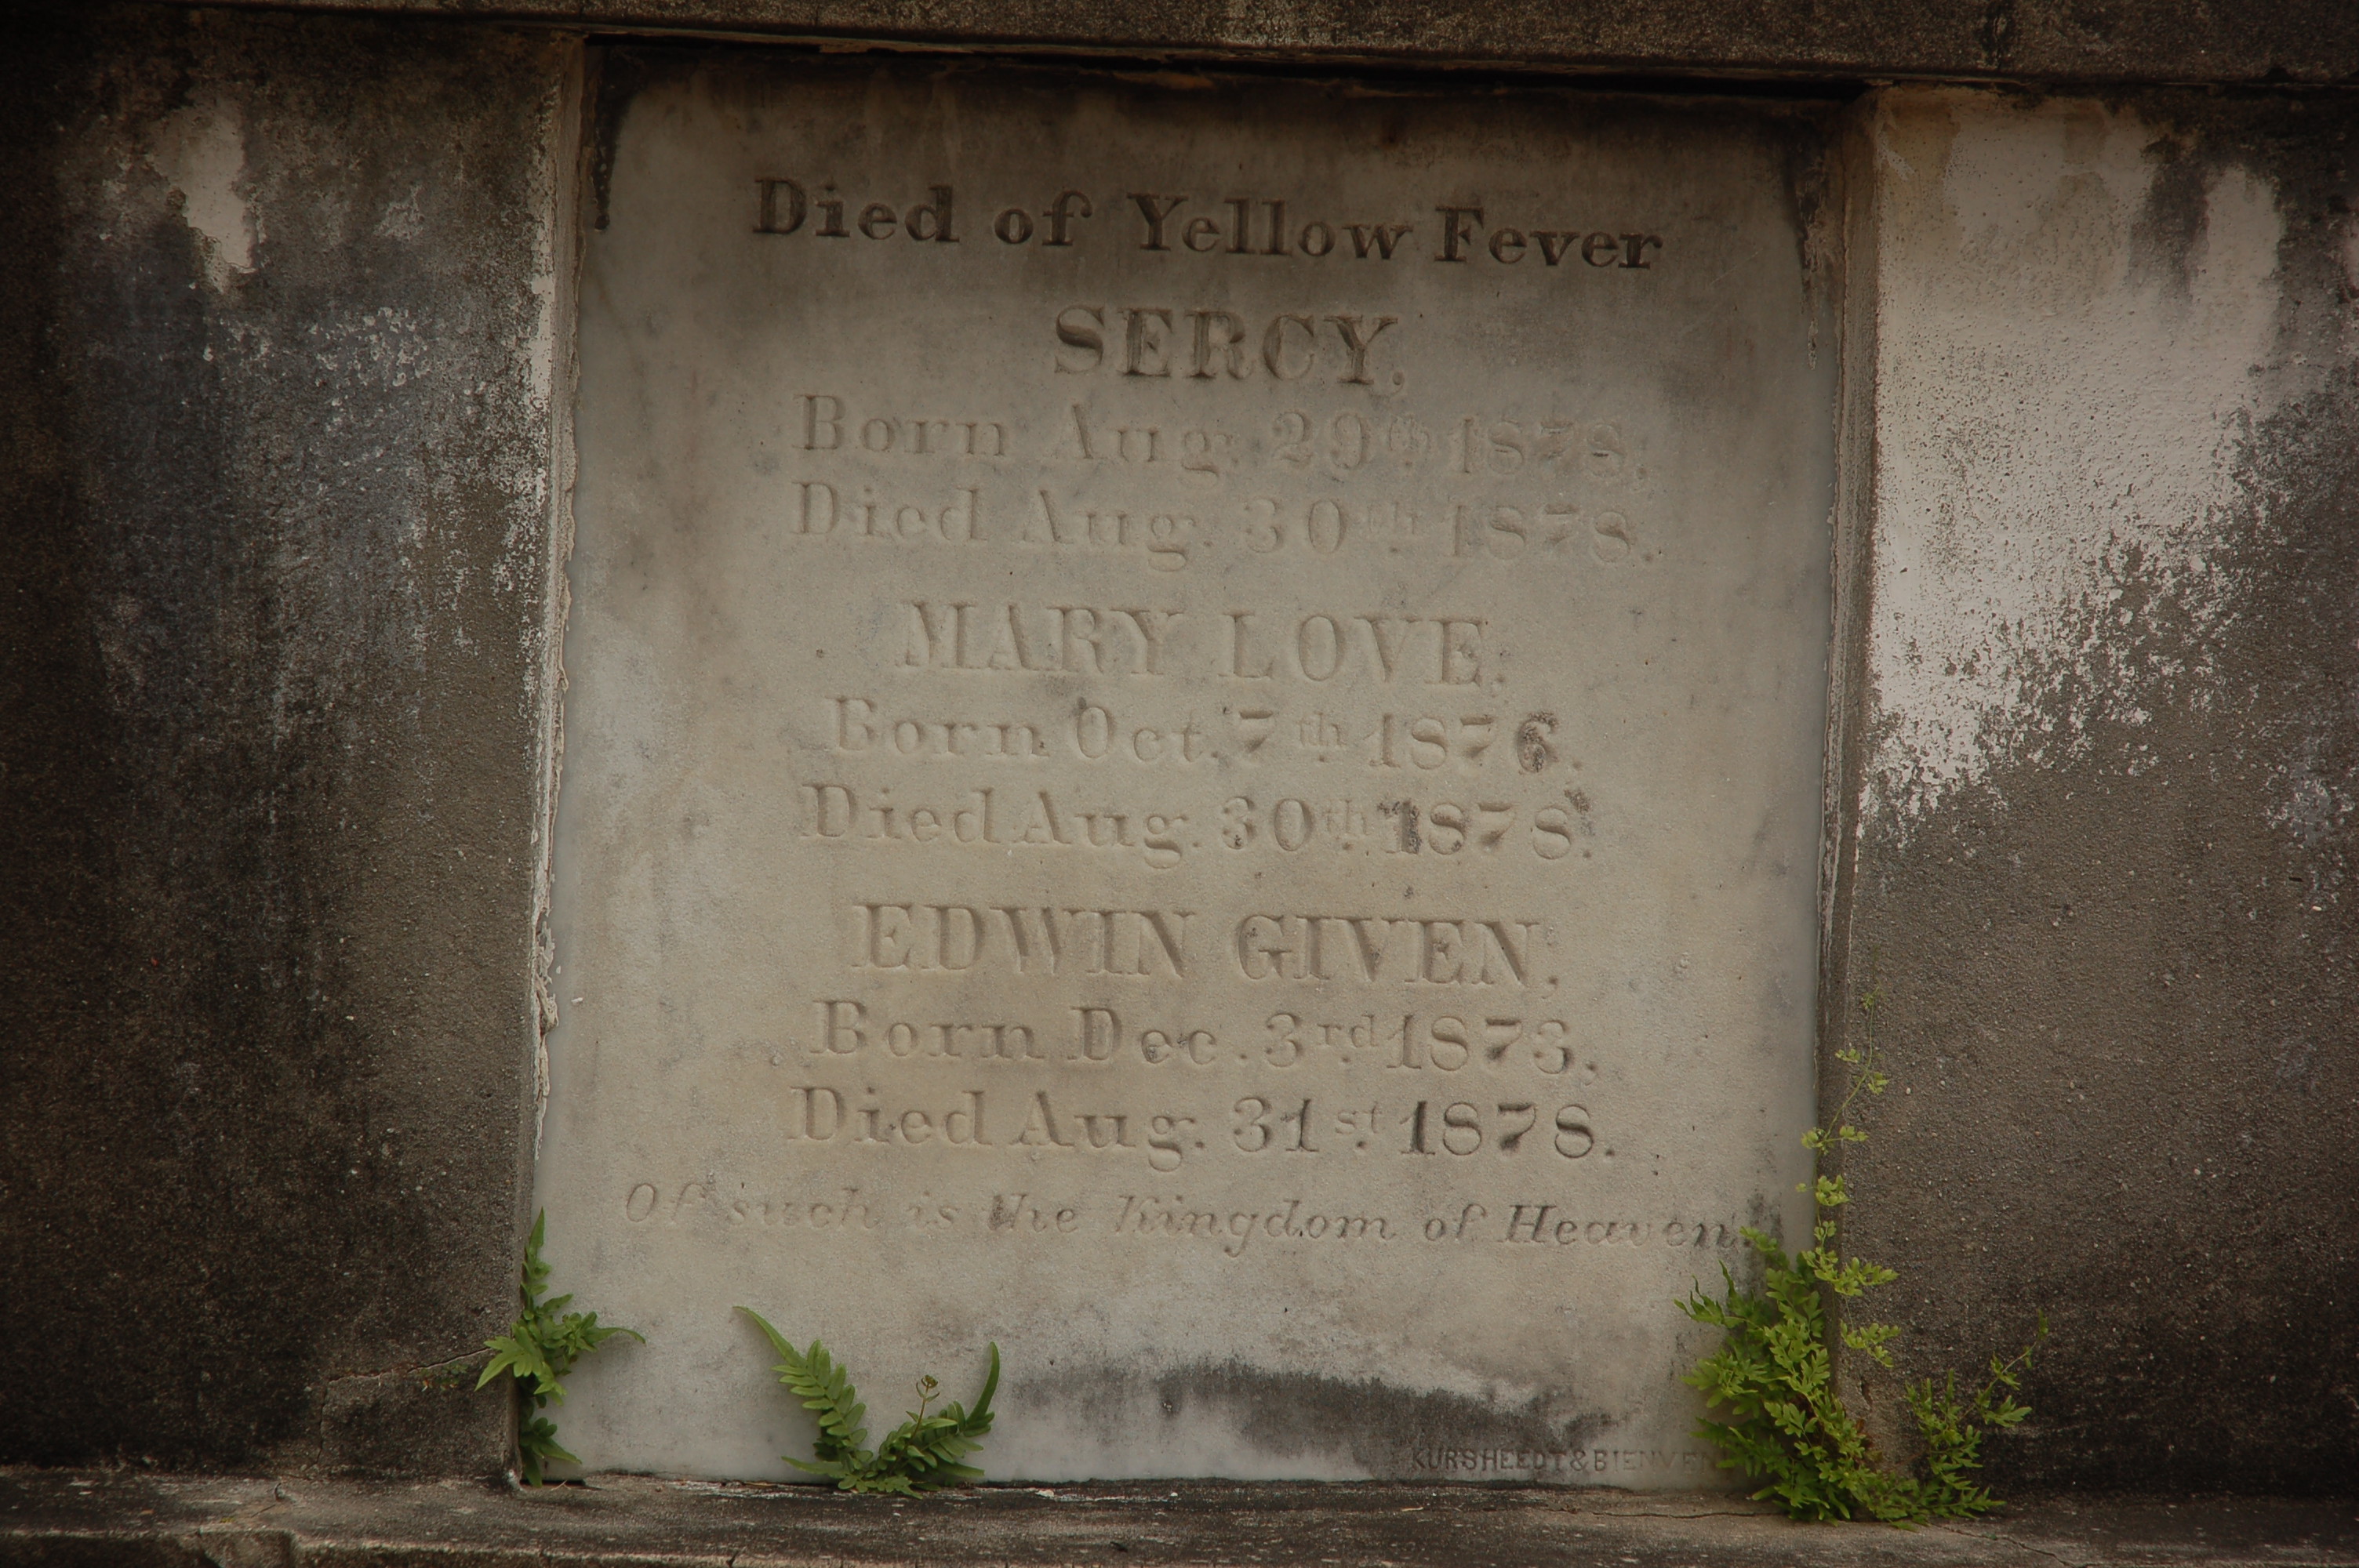 Died of Yellow Fever
SERCY,
Born Aug. 29th 1878,
Died Aug. 30th 1878.
MARY LOVE,
Born Oct. 7th 1876.
Died Aug. 30th 1878.
EDWIN GIVEN,
Born Dec. 3rd 1873,
Died Aug. 31st 1878.
Of such is the Kingdom of Heaven.
KURSHEEDT & BIENVEN